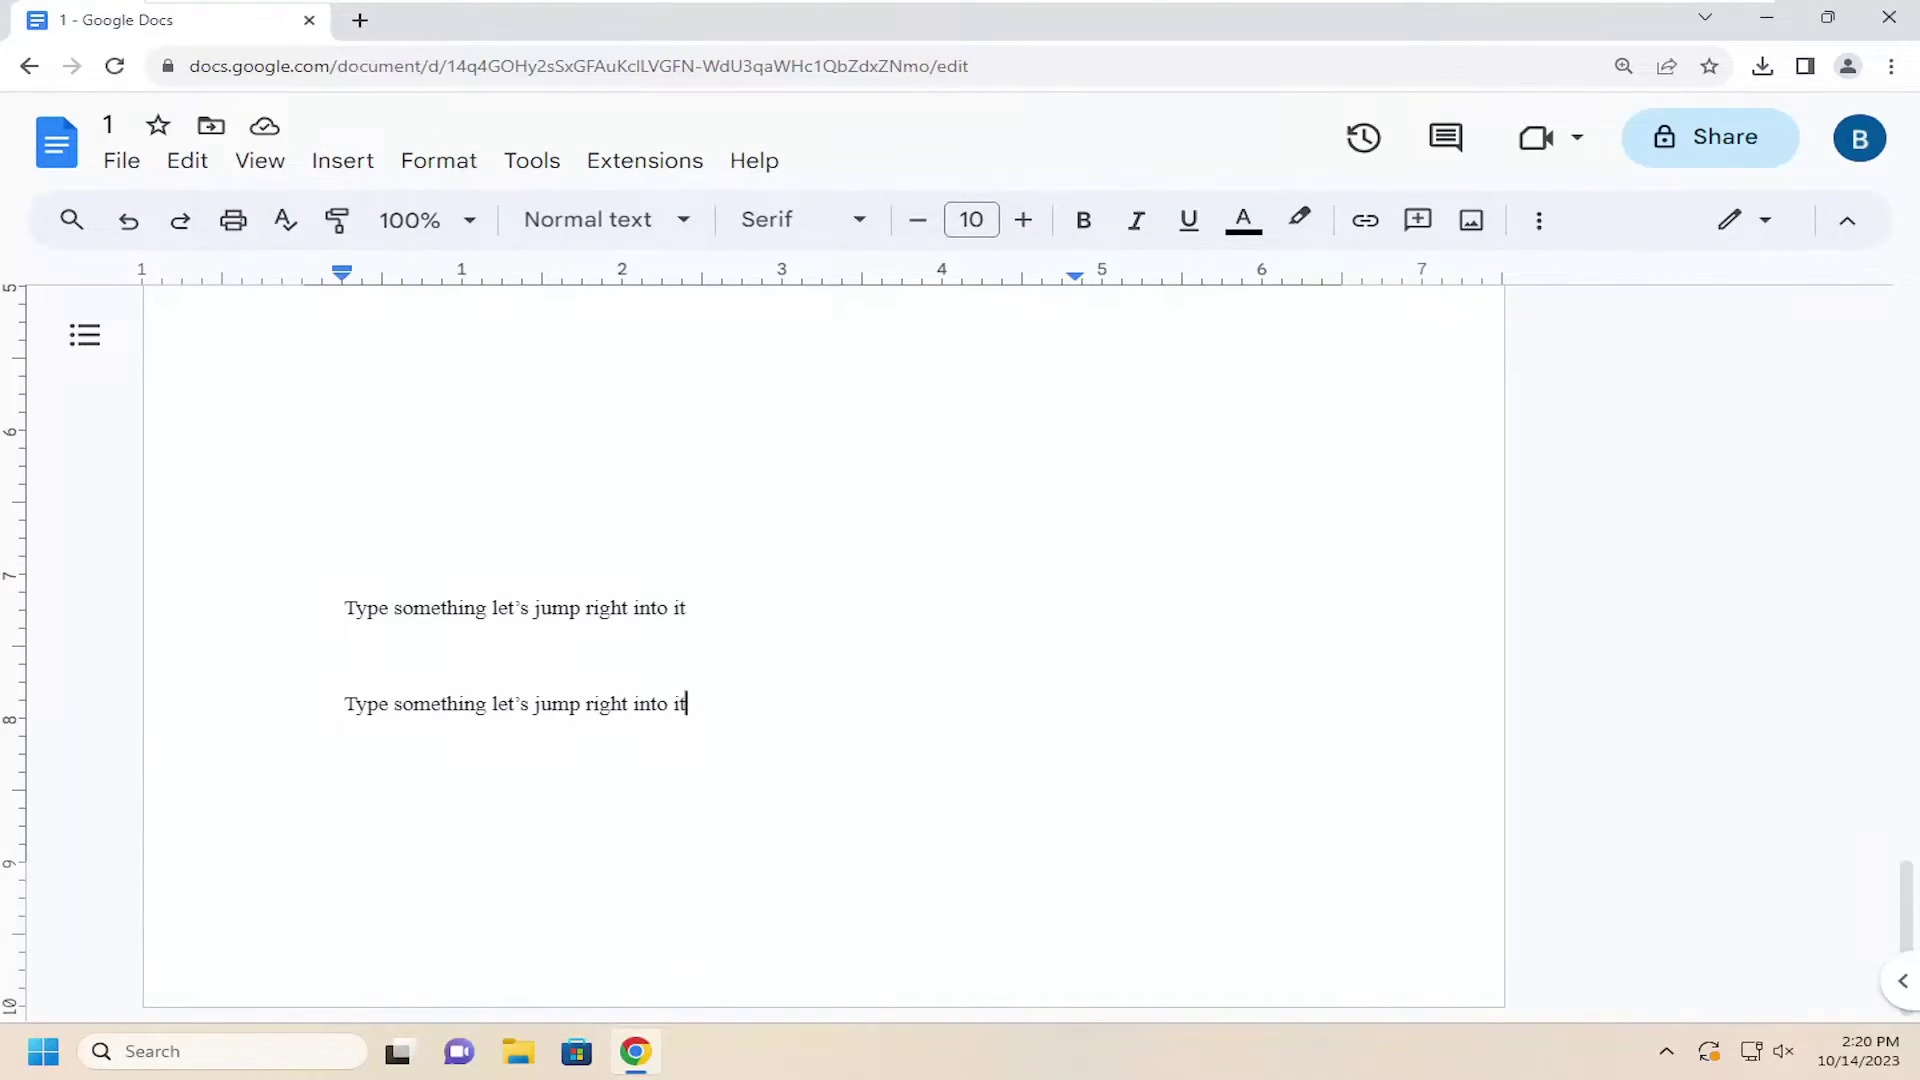 1 - Google Docs
docs.google.com/document/d/14q4GOHy2sSxGFAuKclLVGFN-WdU3qaWHc1QbZdxZNmo/edit
1
File Edit View Insert Format Tools Extensions Help
Share
B
100% Normal text Serif 10 B I U A
1 1 2 3 4 5 6 7
5
6
7
8
9
10
Type something let’s jump right into it
Type something let’s jump right into it
Search
2:20 PM
10/14/2023